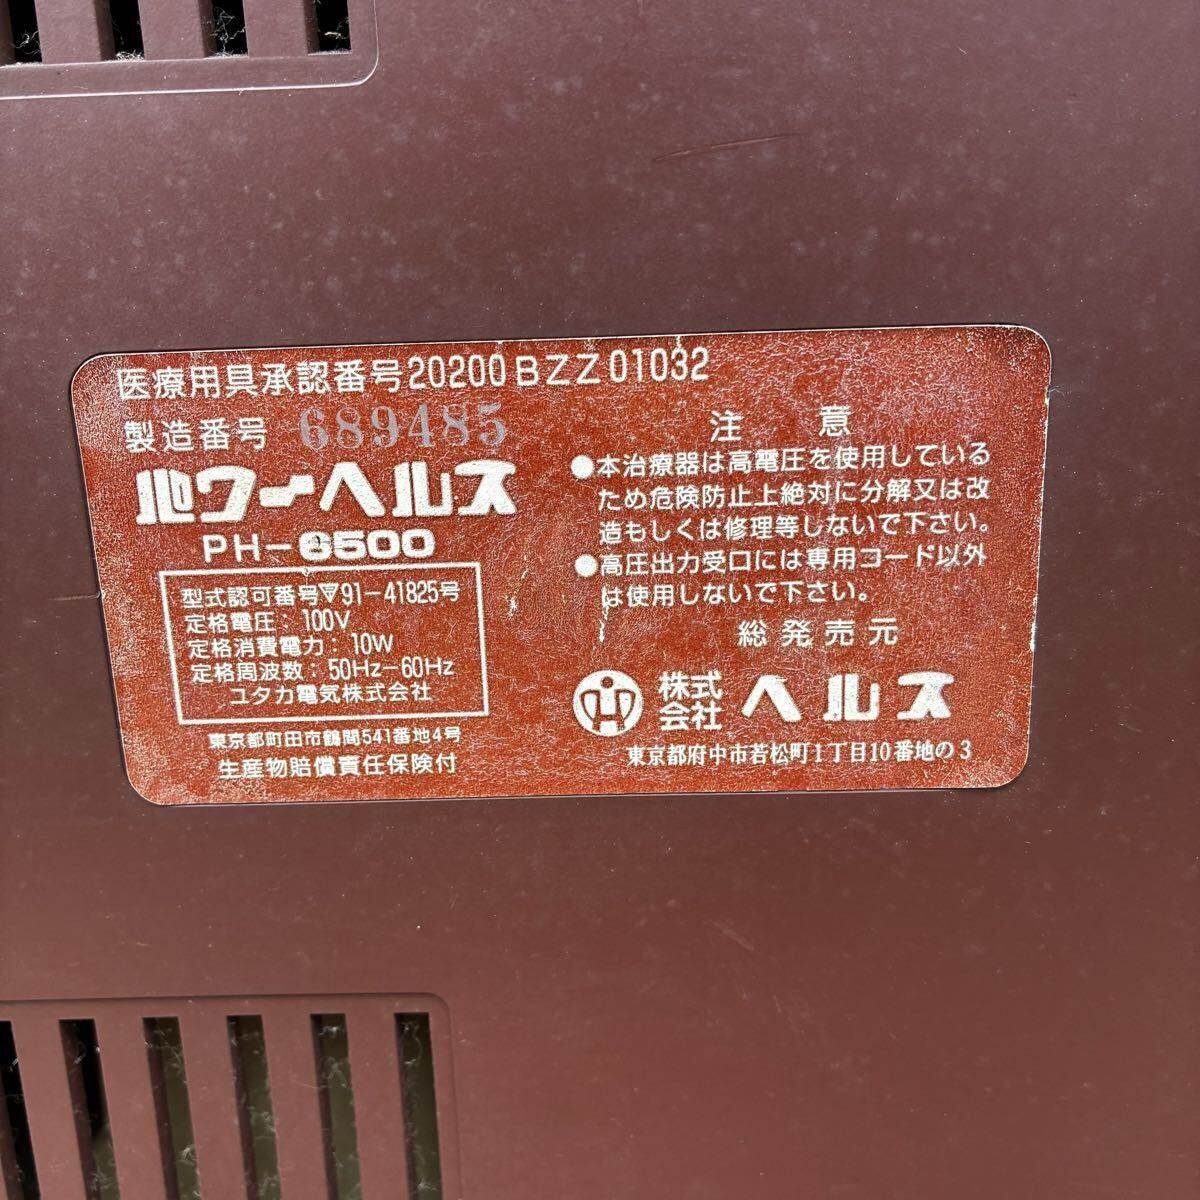 医療用具承認番号20200BZZ01032
製造番号 689485
パワーヘルス
PH-6500
型式認可番号▽91-41825号
定格電圧：100V
定格消費電力：10W
定格周波数：50Hz-60Hz
ユタカ電気株式会社
東京都町田市鶴間541番地4号
生産物賠償責任保険付
注意
●本治療器は高電圧を使用している
ため危険防止上絶対に分解又は改
造もしくは修理等しないで下さい。
●高圧出力受口には専用コード以外
は使用しないで下さい。
総発売元
株式会社ヘルス
東京都府中市若松町1丁目10番地の3